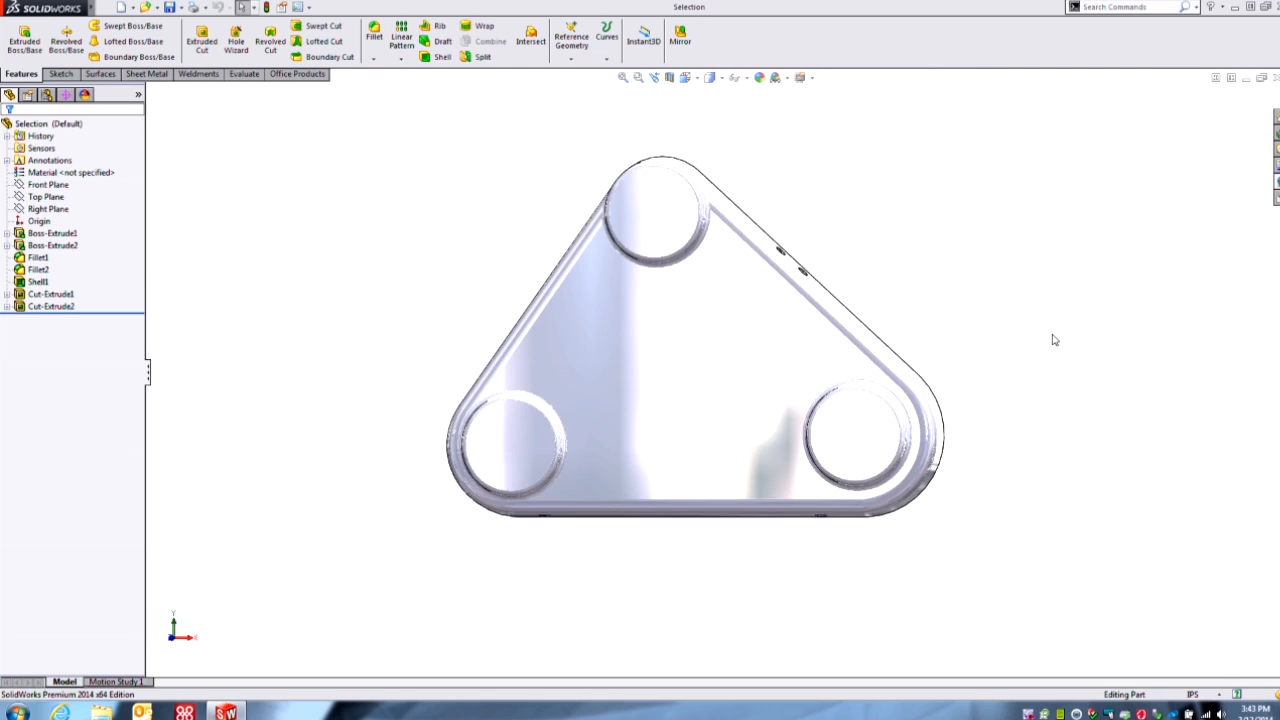 SOLIDWORKS
Selection
Search Commands
Extruded Boss/Base
Revolved Boss/Base
Swept Boss/Base
Lofted Boss/Base
Boundary Boss/Base
Extruded Cut
Hole Wizard
Revolved Cut
Swept Cut
Lofted Cut
Boundary Cut
Fillet
Linear Pattern
Rib
Draft
Shell
Wrap
Combine
Split
Intersect
Reference Geometry
Curves
Instant3D
Mirror
Features Sketch Surfaces Sheet Metal Weldments Evaluate Office Products
Selection (Default)
History
Sensors
Annotations
Material <not specified>
Front Plane
Top Plane
Right Plane
Origin
Boss-Extrude1
Boss-Extrude2
Fillet1
Fillet2
Shell1
Cut-Extrude1
Cut-Extrude2
Y
X
Model Motion Study 1
SolidWorks Premium 2014 x64 Edition
Editing Part
IPS
3:43 PM